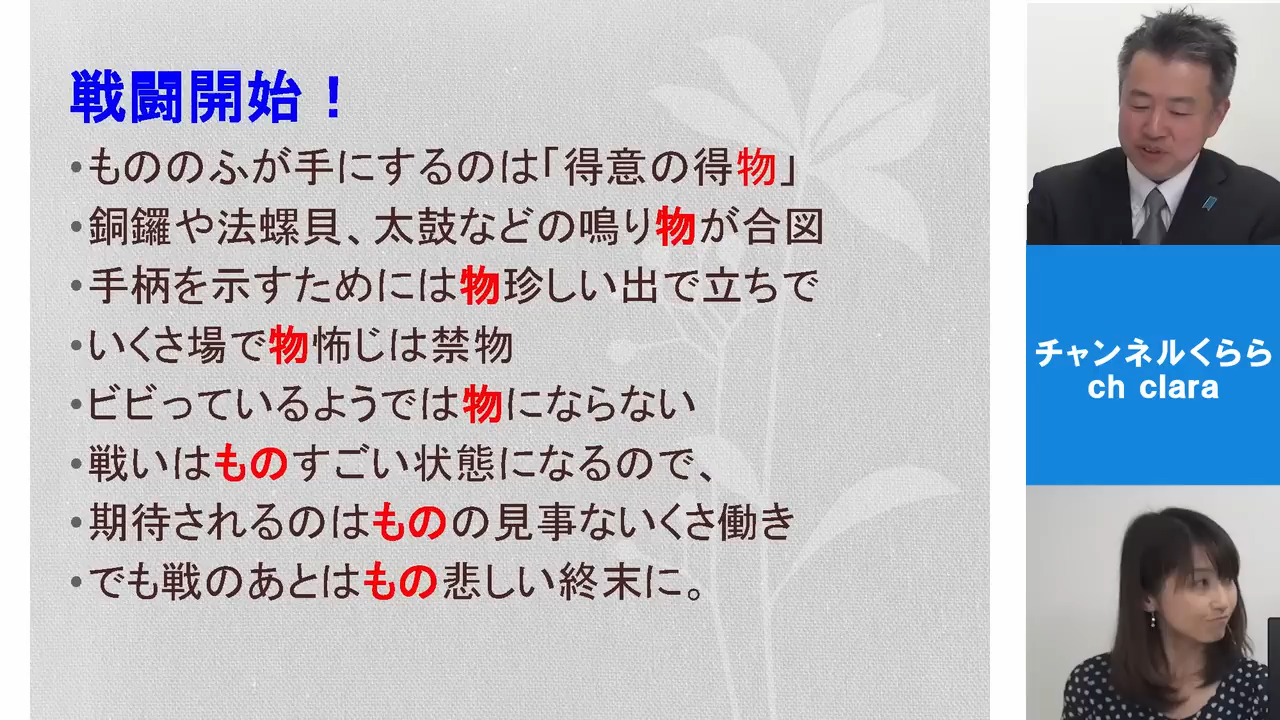 戦闘開始！
・もののふが手にするのは「得意の得物」
・銅鑼や法螺貝、太鼓などの鳴り物が合図
・手柄を示すためには物珍しい出で立ちで
・いくさ場で物怖じは禁物
・ビビっているようでは物にならない
・戦いはものすごい状態になるので、
・期待されるのはものの見事ないくさ働き
・でも戦のあとはもの悲しい終末に。
チャンネルくらら
ch clara